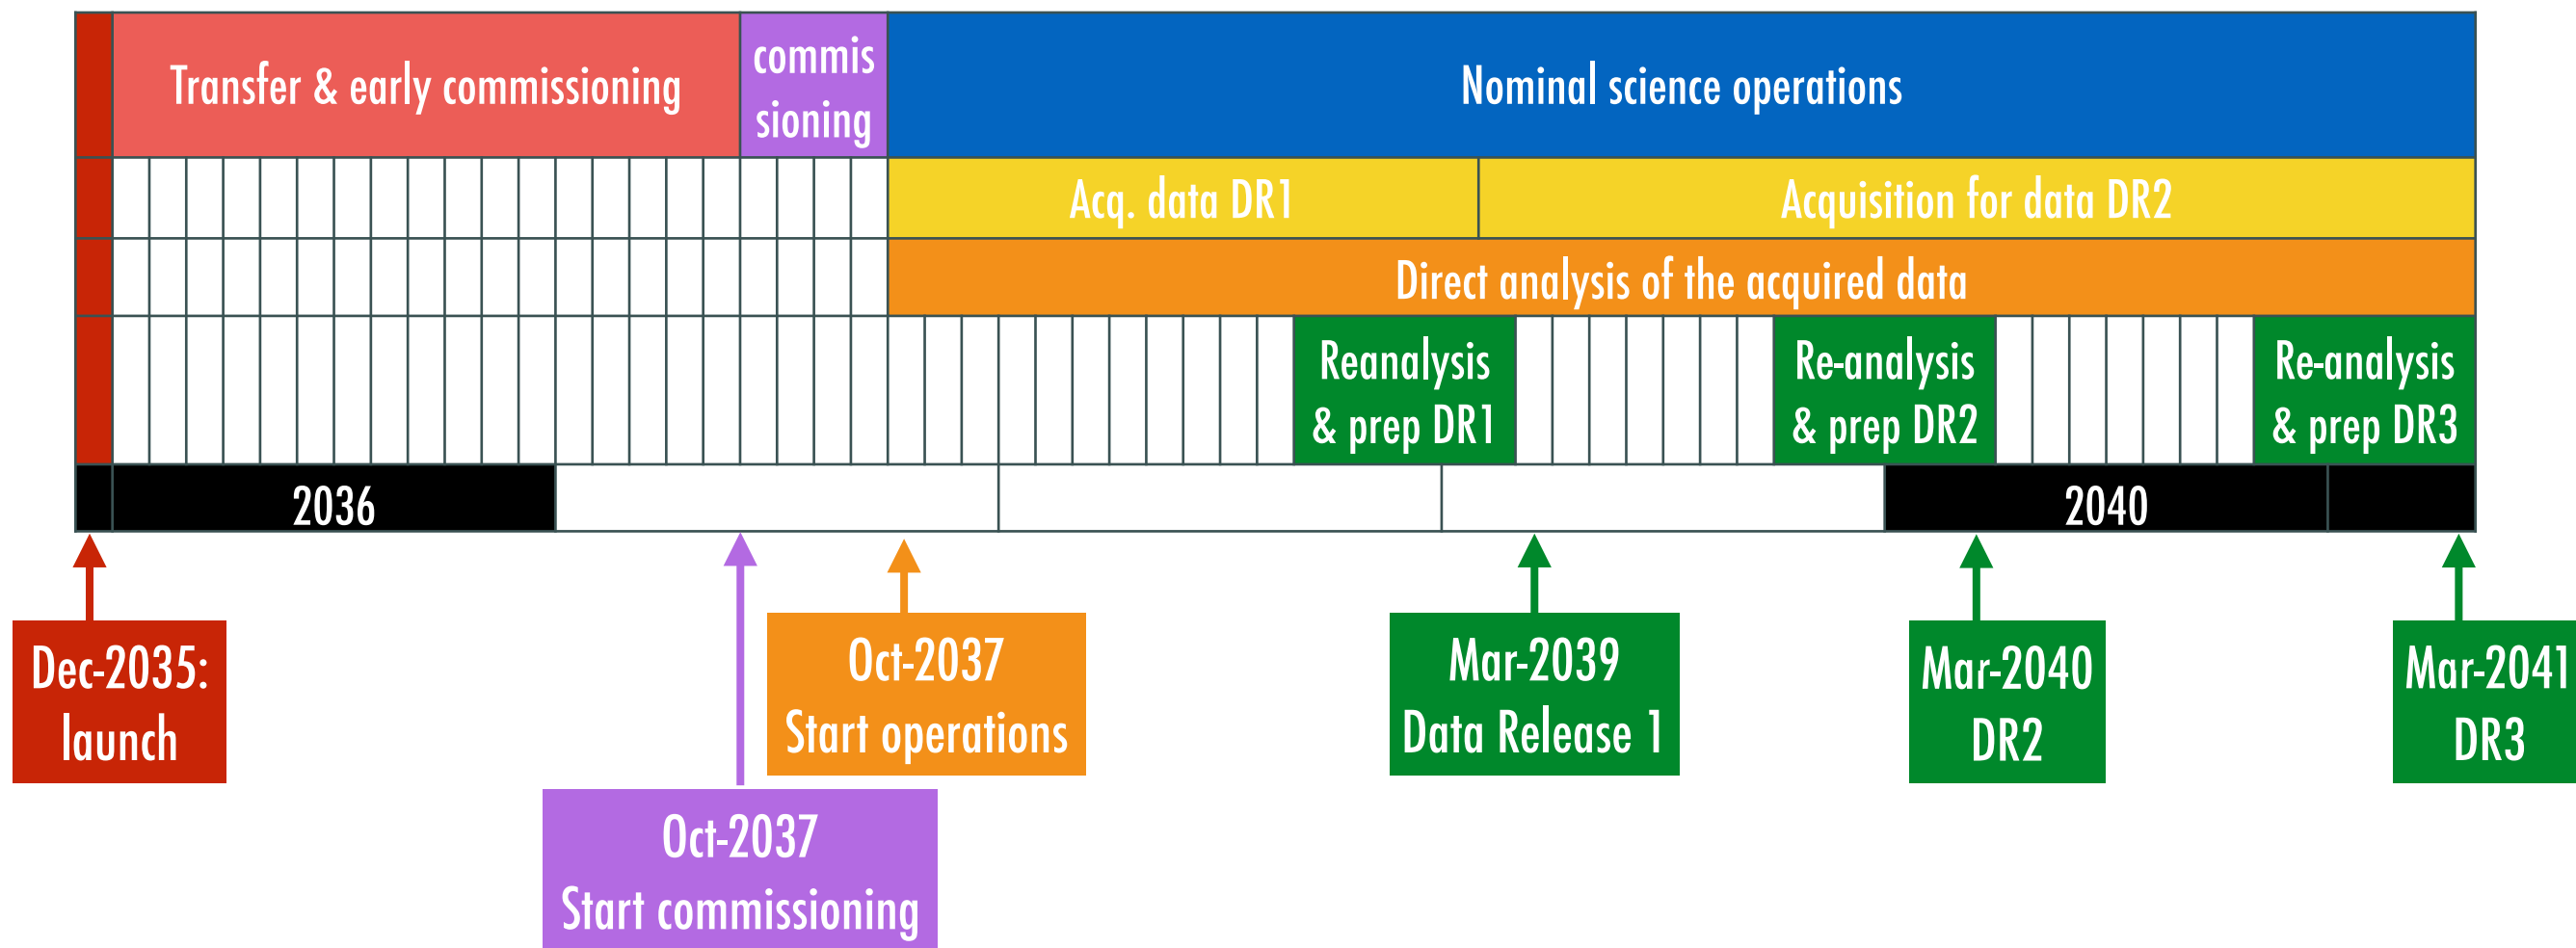 Transfer & early commissioning
commis
sioning
Nominal science operations
Acq. data DR1
Acquisition for data DR2
Direct analysis of the acquired data
Reanalysis
& prep DR1
Re-analysis
& prep DR2
Re-analysis
& prep DR3
2036
2040
Dec-2035:
launch
Oct-2037
Start commissioning
Oct-2037
Start operations
Mar-2039
Data Release 1
Mar-2040
DR2
Mar-2041
DR3